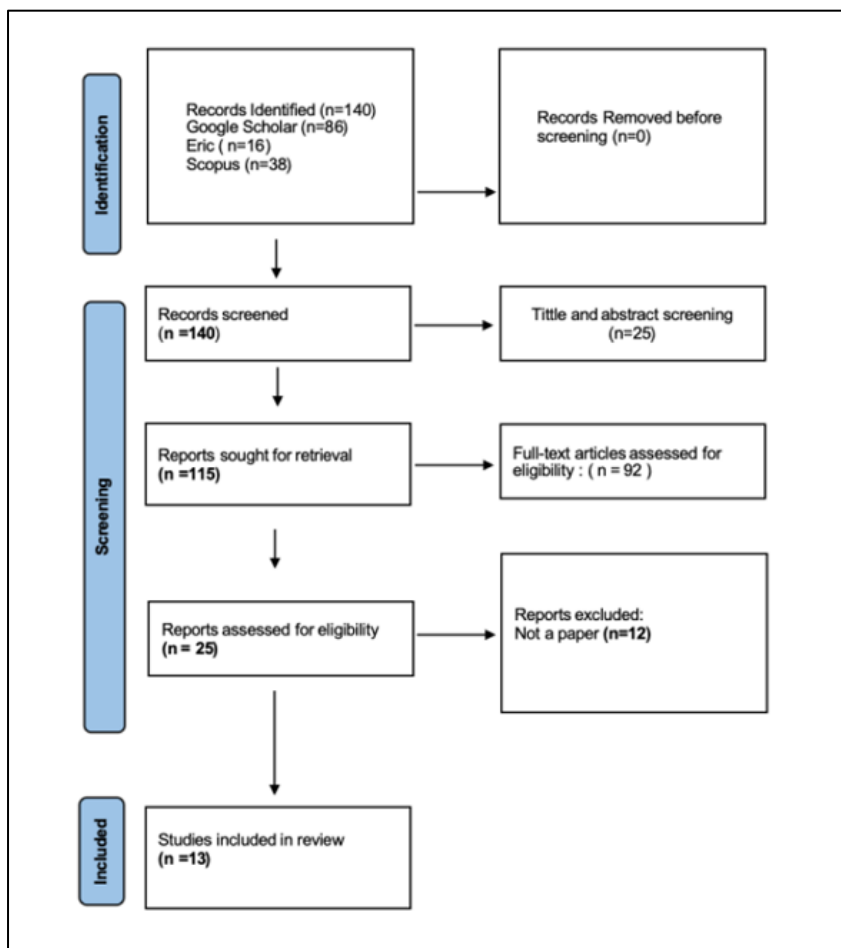 Identification
Records Identified (n=140)
Google Scholar (n=86)
Eric ( n=16)
Scopus (n=38)
Records Removed before
screening (n=0)
Screening
Records screened
(n =140)
Tittle and abstract screening
(n=25)
Reports sought for retrieval
(n =115)
Full-text articles assessed for
eligibility : ( n = 92 )
Reports assessed for eligibility
(n = 25)
Reports excluded:
Not a paper (n=12)
Included
Studies included in review
(n =13)